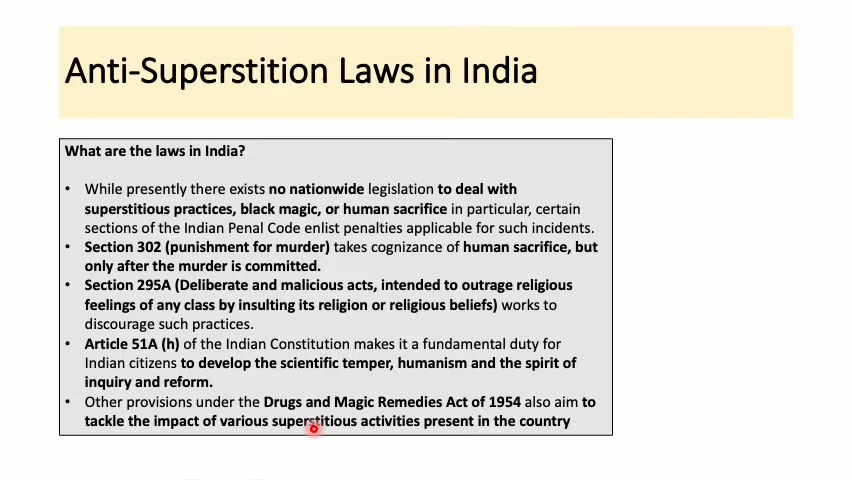 Anti-Superstition Laws in India
What are the laws in India?
• While presently there exists no nationwide legislation to deal with
superstitious practices, black magic, or human sacrifice in particular, certain
sections of the Indian Penal Code enlist penalties applicable for such incidents.
• Section 302 (punishment for murder) takes cognizance of human sacrifice, but
only after the murder is committed.
• Section 295A (Deliberate and malicious acts, intended to outrage religious
feelings of any class by insulting its religion or religious beliefs) works to
discourage such practices.
• Article 51A (h) of the Indian Constitution makes it a fundamental duty for
Indian citizens to develop the scientific temper, humanism and the spirit of
inquiry and reform.
• Other provisions under the Drugs and Magic Remedies Act of 1954 also aim to
tackle the impact of various superstitious activities present in the country